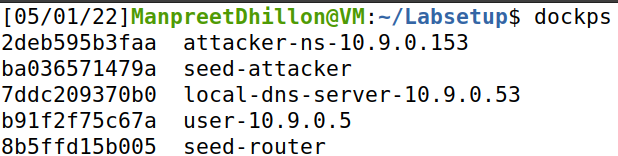 [05/01/22]ManpreetDhillon@VM:~/Labsetup$ dockps
2deb595b3faa  attacker-ns-10.9.0.153
ba036571479a  seed-attacker
7ddc209370b0  local-dns-server-10.9.0.53
b91f2f75c67a  user-10.9.0.5
8b5ffd15b005  seed-router